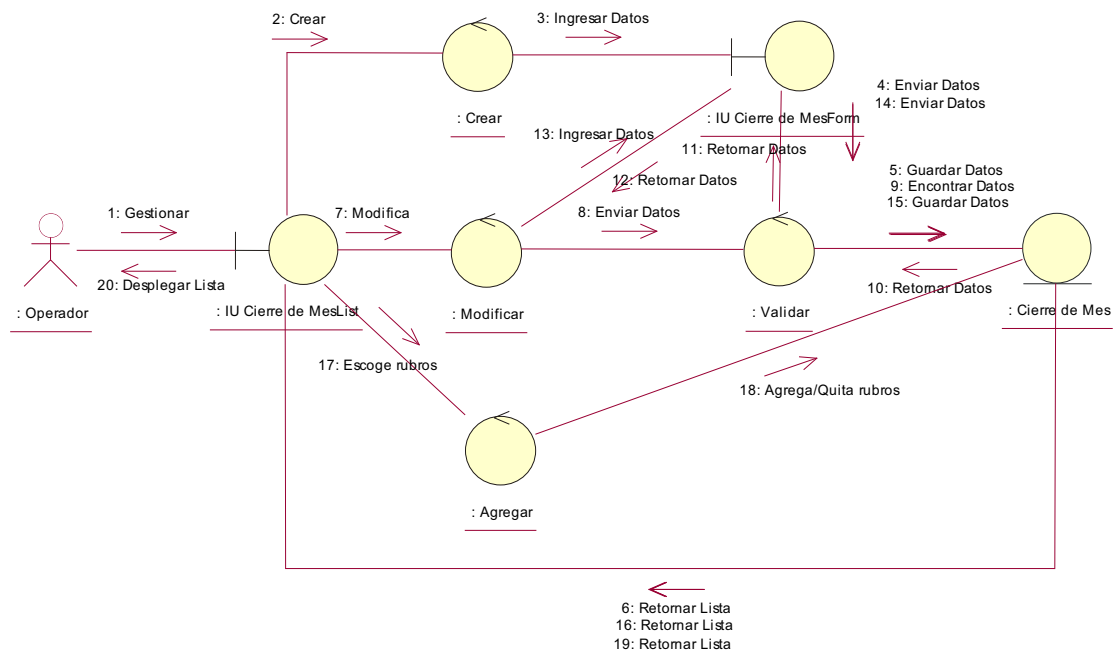 2: Crear
3: Ingresar Datos
: Crear
: IU Cierre de MesForm
4: Enviar Datos
14: Enviar Datos
13: Ingresar Datos
11: Retornar Datos
12: Retornar Datos
5: Guardar Datos
9: Encontrar Datos
15: Guardar Datos
1: Gestionar
7: Modifica
8: Enviar Datos
20: Desplegar Lista
10: Retornar Datos
: Operador
: IU Cierre de MesList
: Modificar
: Validar
: Cierre de Mes
17: Escoge rubros
18: Agrega/Quita rubros
: Agregar
6: Retornar Lista
16: Retornar Lista
19: Retornar Lista